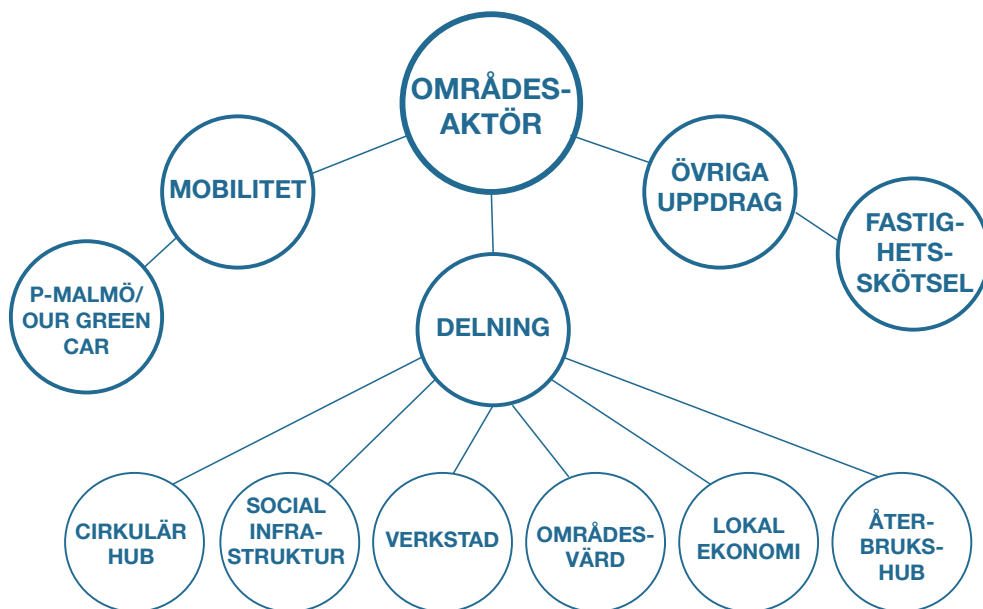 OMRÅDES-
AKTÖR
MOBILITET
ÖVRIGA
UPPDRAG
FASTIG-
HETS-
SKÖTSEL
P-MALMÖ/
OUR GREEN
CAR
DELNING
CIRKULÄR
HUB
SOCIAL
INFRA-
STRUKTUR
VERKSTAD
OMRÅDES-
VÄRD
LOKAL
EKONOMI
ÅTER-
BRUKS-
HUB